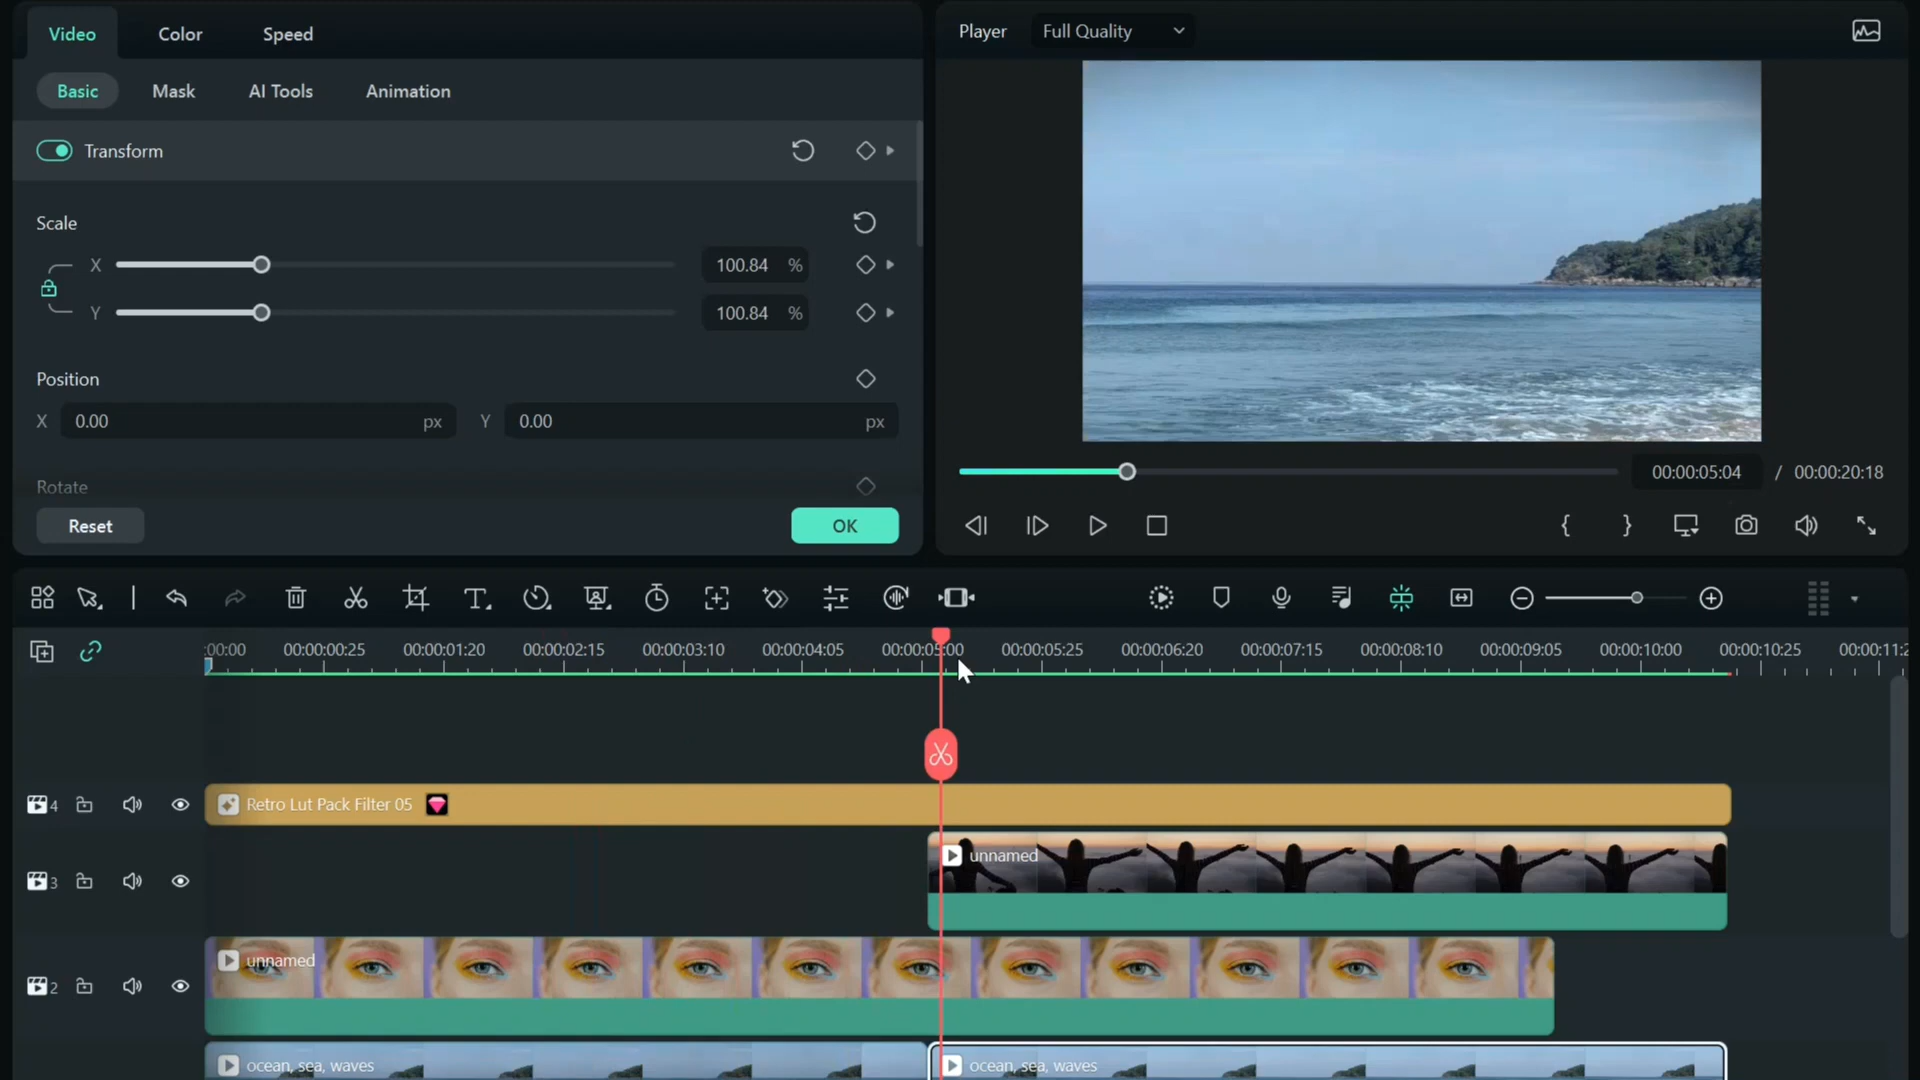 Video Color Speed
Basic Mask AI Tools Animation
Transform
Scale
X 100.84 %
Y 100.84 %
Position
X 0.00 px Y 0.00 px
Rotate
Reset OK
Player Full Quality
00:00:05:04 / 00:00:20:18
:00:00 00:00:00:25 00:00:01:20 00:00:02:15 00:00:03:10 00:00:04:05 00:00:05:00 00:00:05:25 00:00:06:20 00:00:07:15 00:00:08:10 00:00:09:05 00:00:10:00 00:00:10:25 00:00:11:2
4 Retro Lut Pack Filter 05
3 unnamed
2 unnamed
ocean, sea, waves ocean, sea, waves